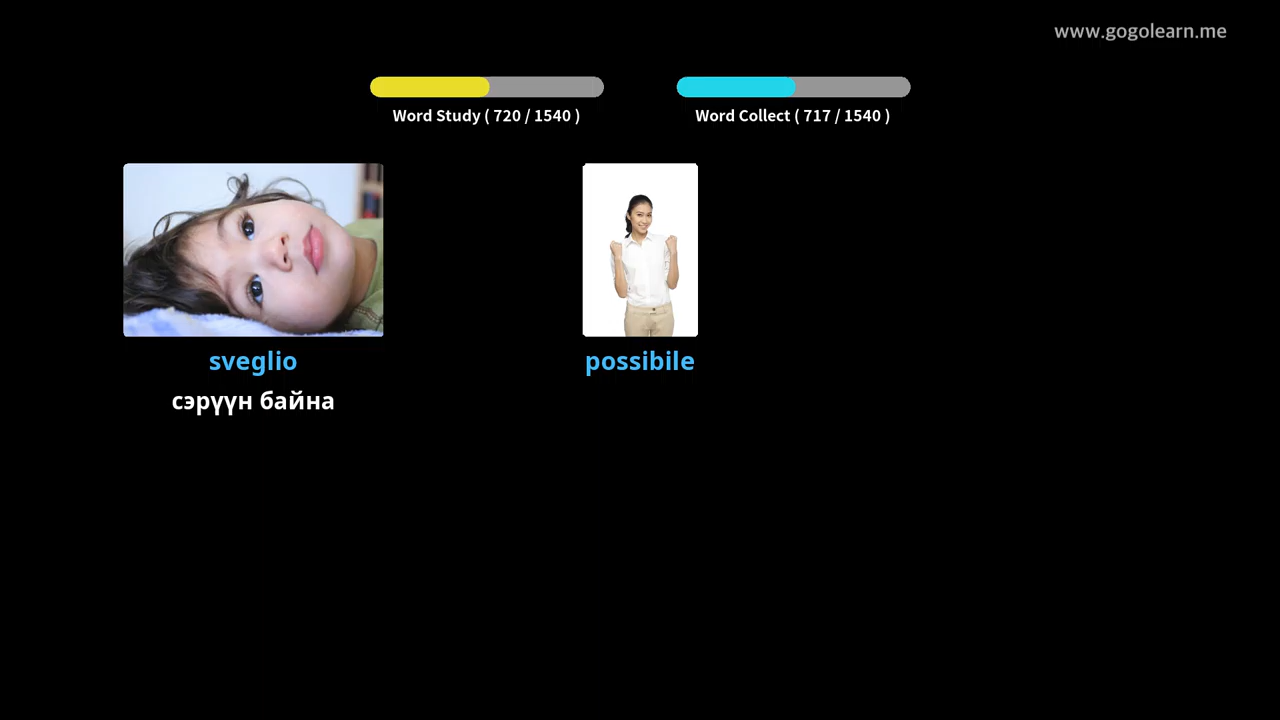 www.gogolearn.me
Word Study ( 720 / 1540 )
Word Collect ( 717 / 1540 )
sveglio
possibile
сэрүүн байна